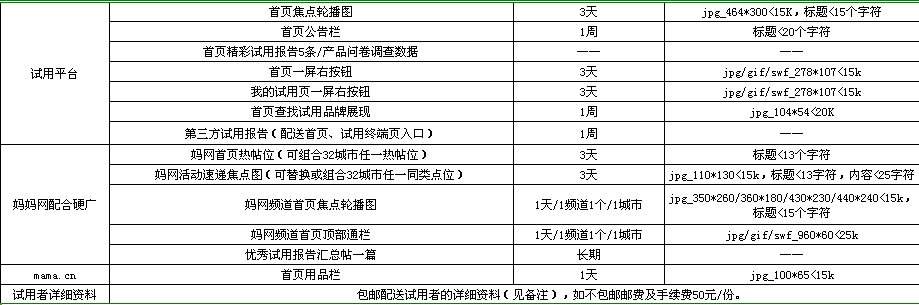 首页焦点轮播图 3天 jpg_464*300<15K，标题<15个字符
首页公告栏 1周 标题<20个字符
首页精彩试用报告5条/产品问卷调查数据 —— ——
试用平台 首页一屏右按钮 3天 jpg/gif/swf_278*107<15k
我的试用页一屏右按钮 3天 jpg/gif/swf_278*107<15k
首页查找试用品牌展现 1周 jpg_104*54<20K
第三方试用报告（配送首页、试用终端页入口） 1周 ——
妈网首页热帖位（可组合32城市任一热帖位） 3天 标题<13个字符
妈网活动速递焦点图（可替换或组合32城市任一同类点位） 3天 jpg_110*130<15k，标题<13字符，内容<25字符
妈妈网配合硬广 妈网频道首页焦点轮播图 1天/1频道1个/1城市 jpg_350*260/360*180/430*230/440*240<15k，
标题<15个字符
妈网频道首页顶部通栏 1天/1频道1个/1城市 jpg/gif/swf_960*60<25k
优秀试用报告汇总帖一篇 长期 ——
mama.cn 首页用品栏 1天 jpg_100*65<15k
试用者详细资料 包邮配送试用者的详细资料（见备注），如不包邮邮费及手续费50元/份。